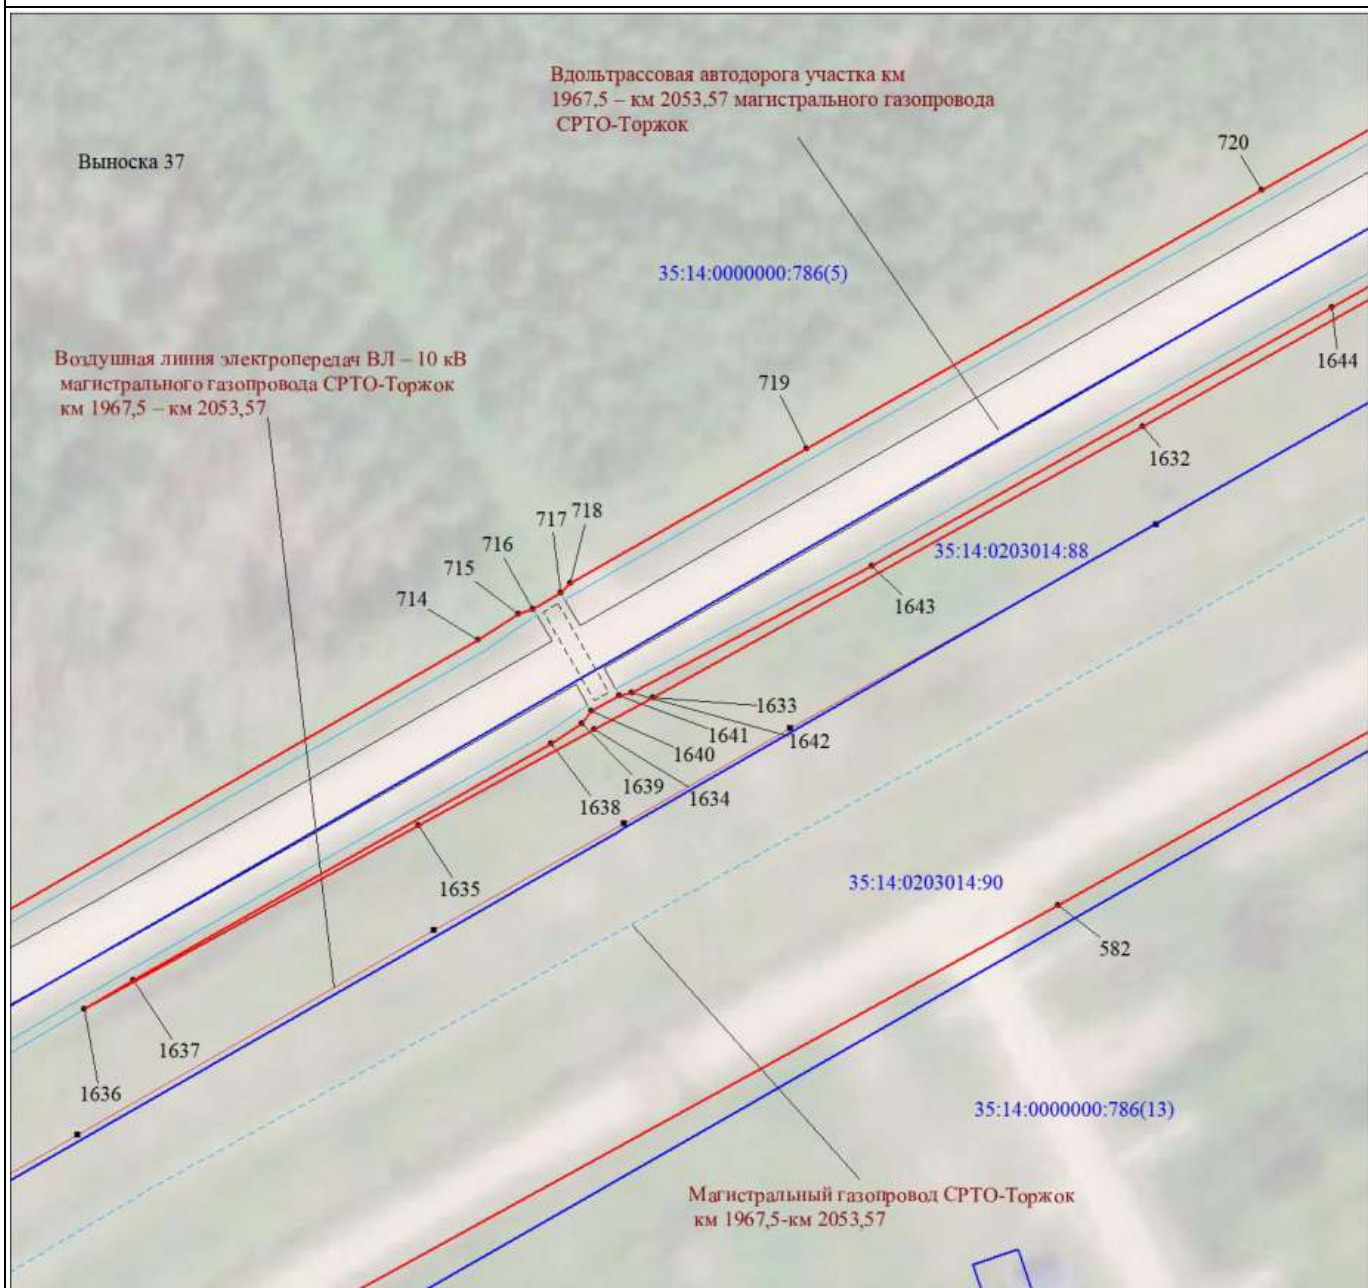 Вдольтрассовая автодорога участка км
1967,5 – км 2053,57 магистрального газопровода
СРТО-Торжок
720
Выноска 37
35:14:0000000:786(5)
Воздушная линия электропередач ВЛ – 10 кВ
магистрального газопровода СРТО-Торжок
км 1967,5 – км 2053,57
1644
719
1632
717
718
716
35:14:0203014:88
715
714
1643
1633
1641
1642
1640
1639
1634
1638
1635
35:14:0203014:90
582
1637
1636
35:14:0000000:786(13)
Магистральный газопровод СРТО-Торжок
км 1967,5-км 2053,57